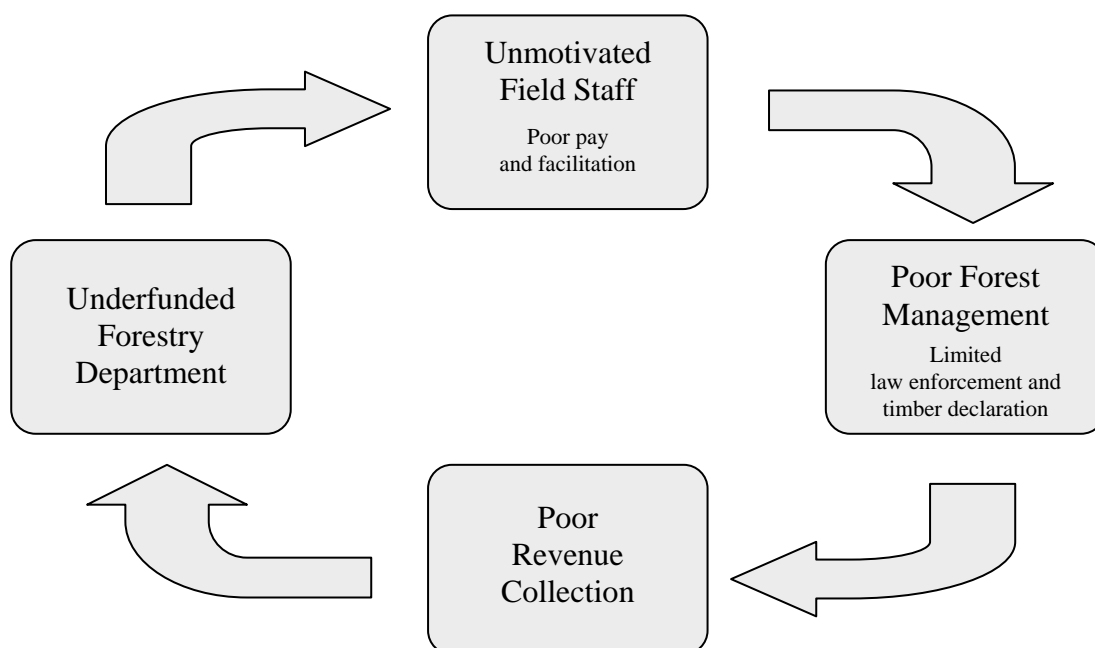 Unmotivated
Field Staff
Poor pay
and facilitation
Poor Forest
Management
Limited
law enforcement and
timber declaration
Poor
Revenue
Collection
Underfunded
Forestry
Department